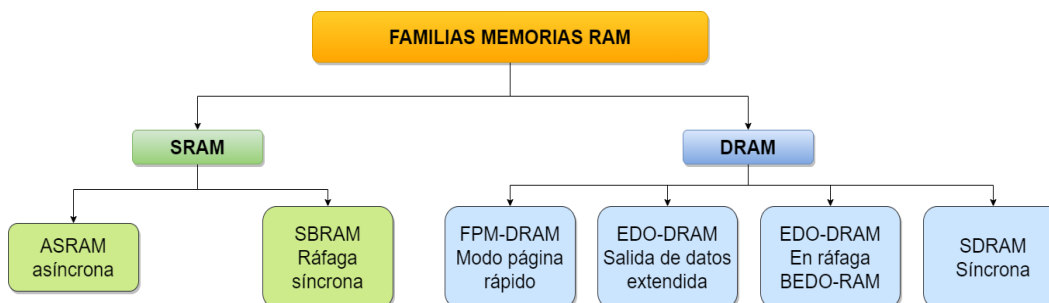 FAMILIAS MEMORIAS RAM
SRAM
DRAM
ASRAM
asíncrona
SBRAM
Ráfaga
síncrona
FPM-DRAM
Modo página
rápido
EDO-DRAM
Salida de datos
extendida
EDO-DRAM
En ráfaga
BEDO-RAM
SDRAM
Síncrona